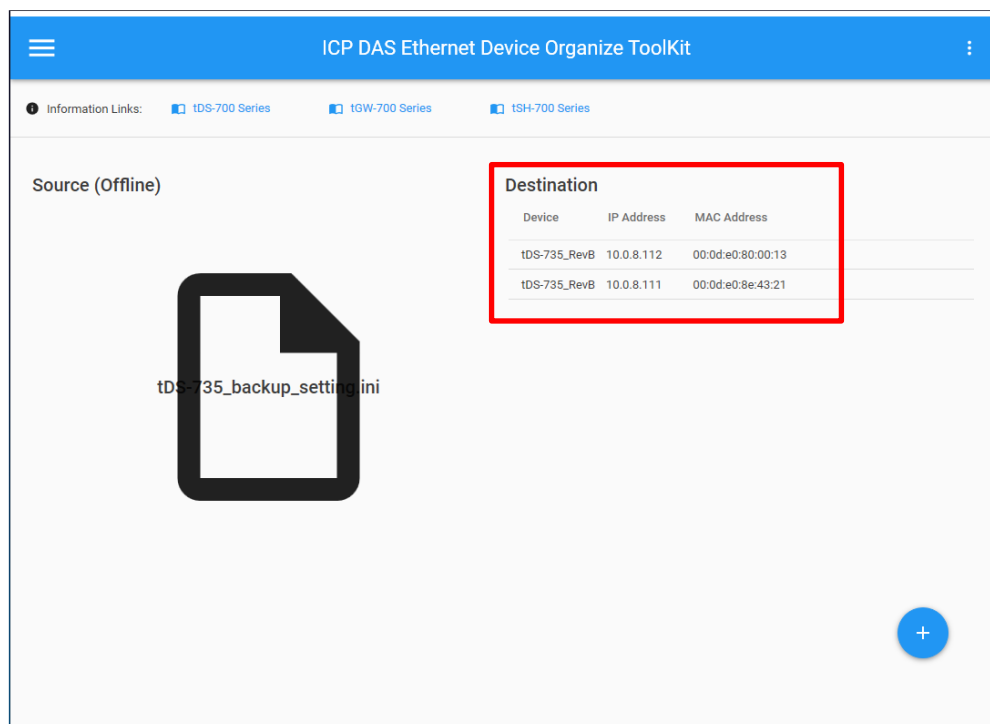 ICP DAS Ethernet Device Organize ToolKit
Information Links: tDS-700 Series tGW-700 Series tSH-700 Series
Source (Offline)
tDS-735_backup_setting.ini
Destination
Device IP Address MAC Address
tDS-735_RevB 10.0.8.112 00:0d:e0:80:00:13
tDS-735_RevB 10.0.8.111 00:0d:e0:8e:43:21